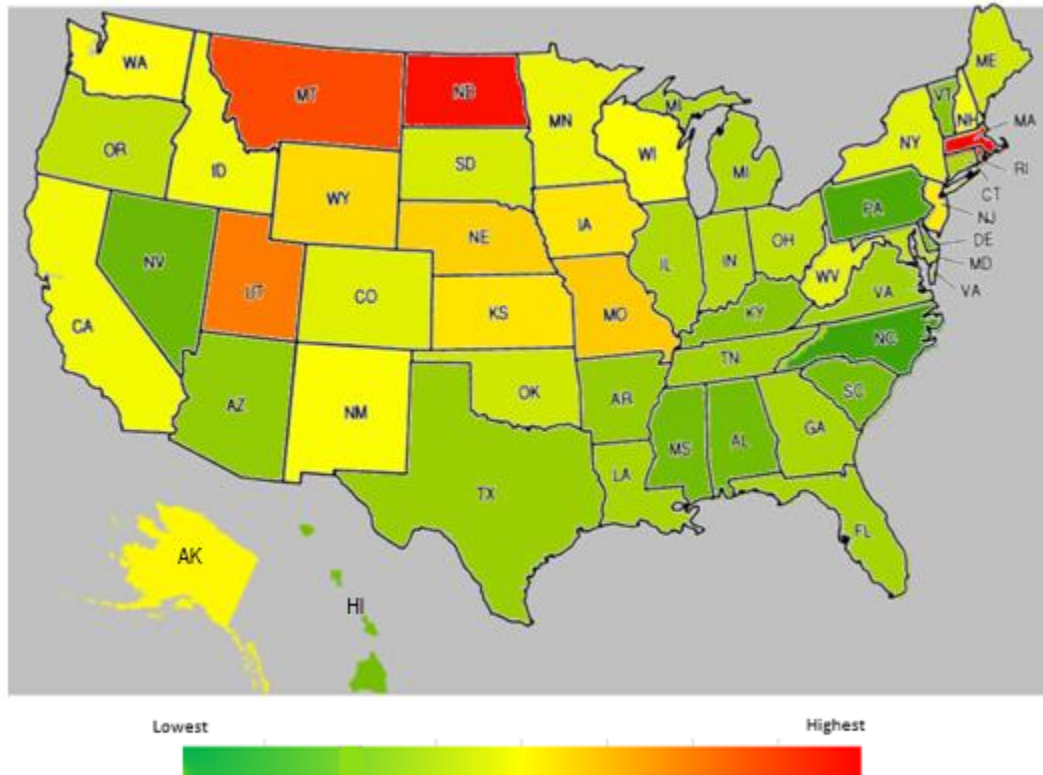 WA
MT
ND
MN
ME
VT
NH
MA
NY
WI
MI
MI
OR
ID
SD
WY
RI
CT
NJ
PA
IA
NE
DE
MD
VA
OH
IN
IL
NV
UT
CO
WV
VA
CA
KS
MO
KY
NC
TN
OK
AR
SC
AZ
NM
GA
AL
MS
LA
TX
FL
AK
HI
Lowest
Highest